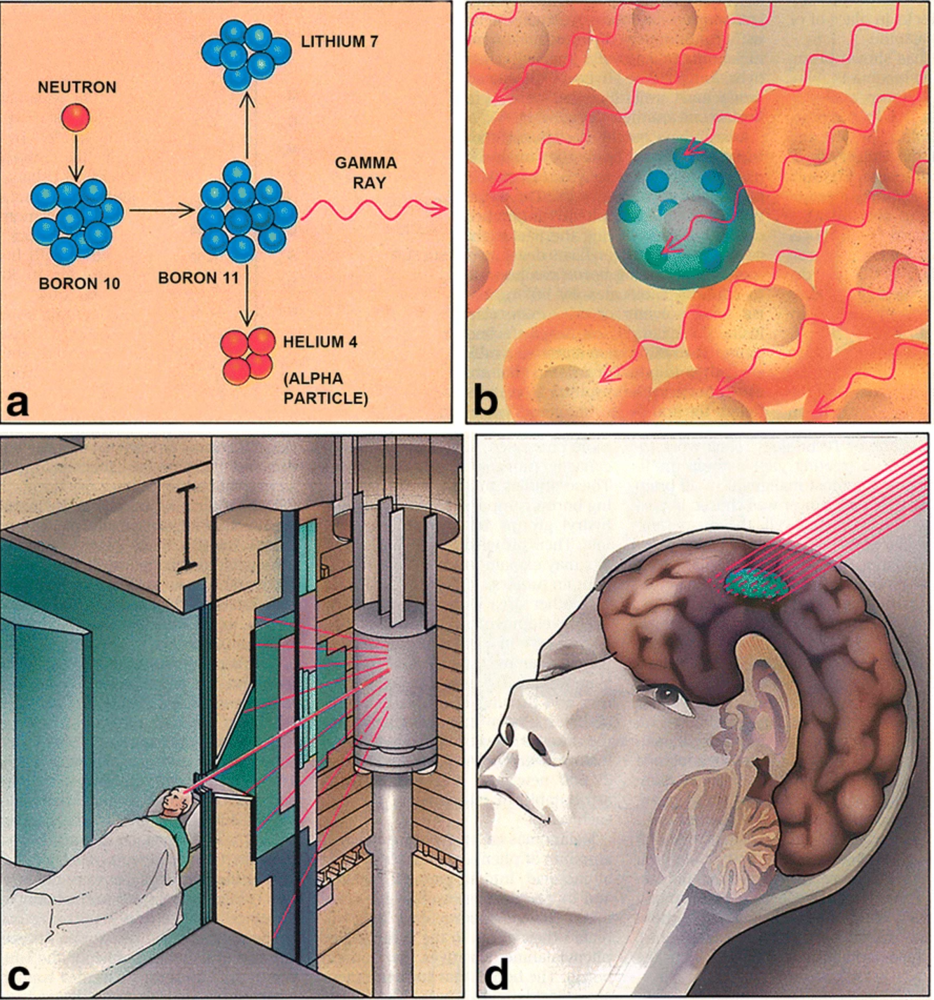 LITHIUM 7
NEUTRON
GAMMA
RAY
BORON 10
BORON 11
HELIUM 4
(ALPHA
PARTICLE)
a
b
c
d